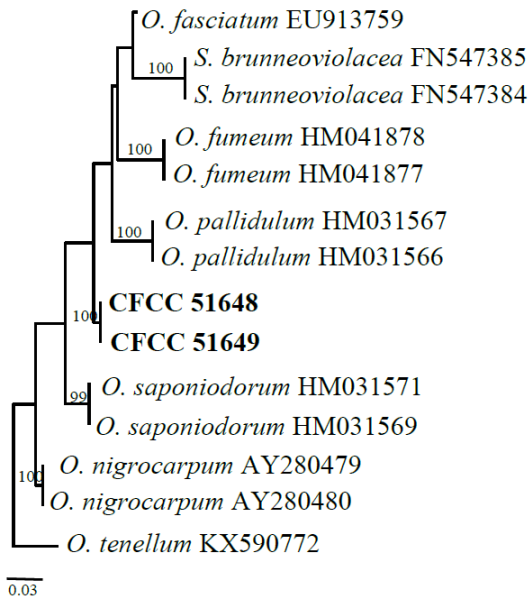 O. fasciatum EU913759
S. brunneoviolacea FN547385
100
S. brunneoviolacea FN547384
O. fumeum HM041878
100
O. fumeum HM041877
O. pallidulum HM031567
100
O. pallidulum HM031566
CFCC 51648
100
CFCC 51649
O. saponiodorum HM031571
99
O. saponiodorum HM031569
O. nigrocarpum AY280479
100
O. nigrocarpum AY280480
O. tenellum KX590772
0.03